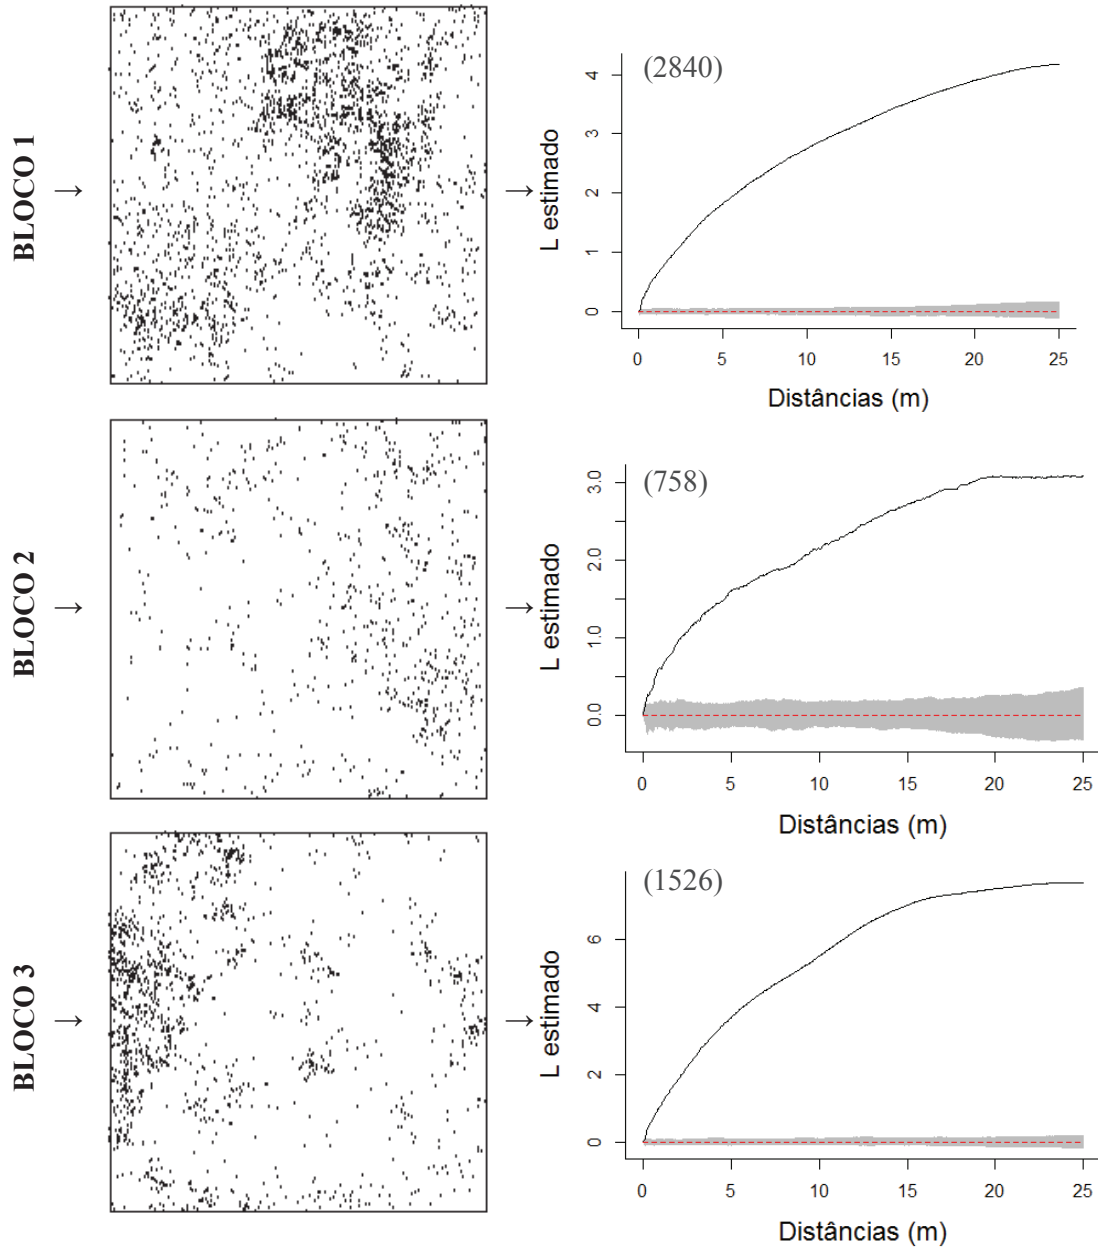 BLOCO 1
→
→
L estimado
(2840)
4
3
2
1
0
0 5 10 15 20 25
Distâncias (m)
BLOCO 2
→
→
L estimado
(758)
3.0
2.0
1.0
0.0
0 5 10 15 20 25
Distâncias (m)
BLOCO 3
→
→
L estimado
(1526)
6
4
2
0
0 5 10 15 20 25
Distâncias (m)